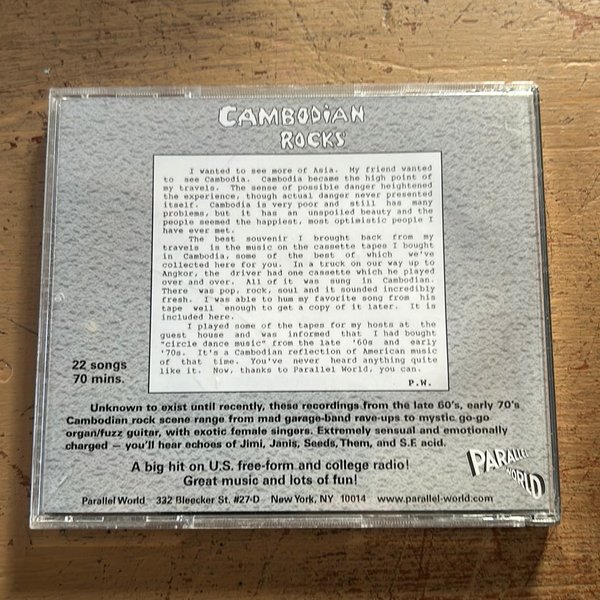 CAMBODIAN
ROCKS
I wanted to see more of Asia. My friend wanted
to see Cambodia. Cambodia became the high point of
my travels. The sense of possible danger heightened
the experience, though actual danger never presented
itself. Cambodia is very poor and still has many
problems, but it has an unspoiled beauty and the
people seemed the happiest, most optimistic people I
have ever met.
The best souvenir I brought back from my
travels is the music on the cassette tapes I bought
in Cambodia, some of the best of which we've
collected here for you. In a truck on our way up to
Angkor, the driver had one cassette which he played
over and over. All of it was sung in Cambodian.
There was pop, rock, soul and it sounded incredibly
fresh. I was able to hum my favorite song from his
tape well enough to get a copy of it later. It is
included here.
I played some of the tapes for my hosts at the
guest house and was informed that I had bought
"circle dance music" from the late '60s and early
'70s. It's a Cambodian reflection of American music
of that time. You've never heard anything quite
like it. Now, thanks to Parallel World, you can.
P.W.
22 songs
70 mins.
Unknown to exist until recently, these recordings from the late 60's, early 70's
Cambodian rock scene range from mad garage-band rave-ups to mystic go-go
organ/fuzz guitar, with exotic female singers. Extremely sensual and emotionally
charged – you'll hear echoes of Jimi, Janis, Seeds, Them, and S.F. acid.
A big hit on U.S. free-form and college radio!
Great music and lots of fun!
PARALLEL
WORLD
Parallel World 332 Bleecker St. #27-D New York, NY 10014 www.parallel-world.com